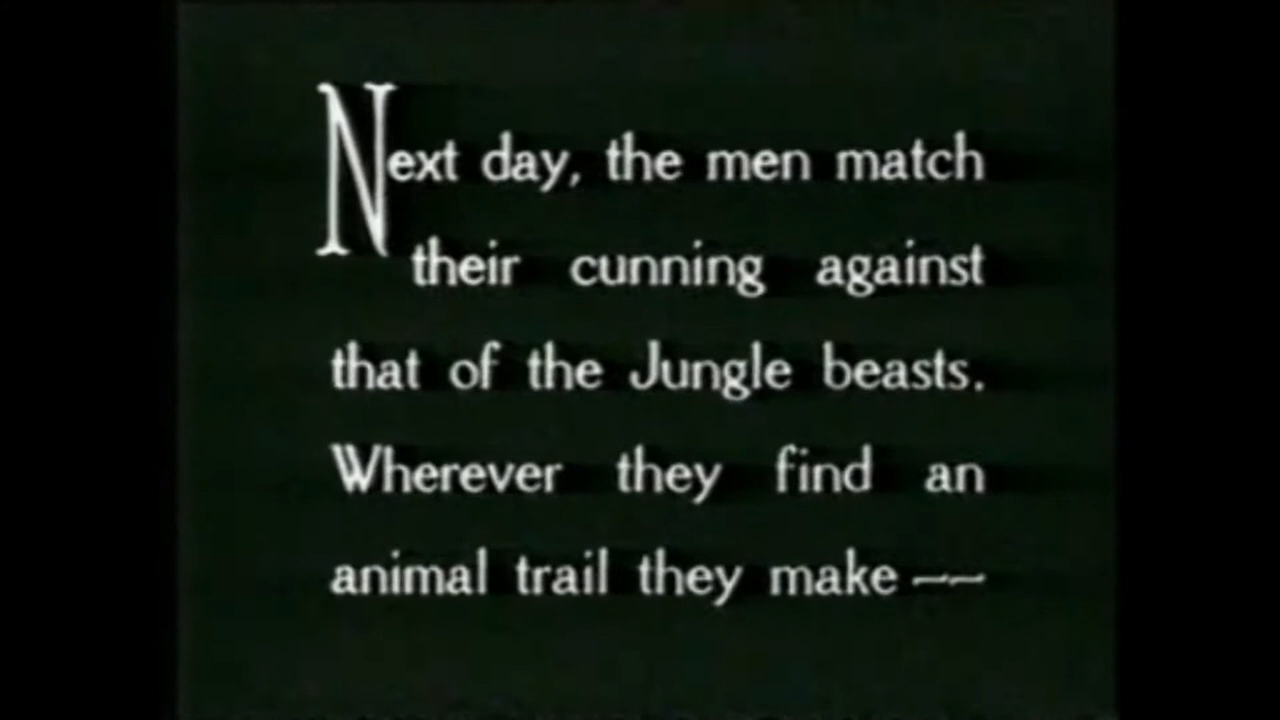 Next day, the men match
their cunning against
that of the Jungle beasts.
Wherever they find an
animal trail they make ——